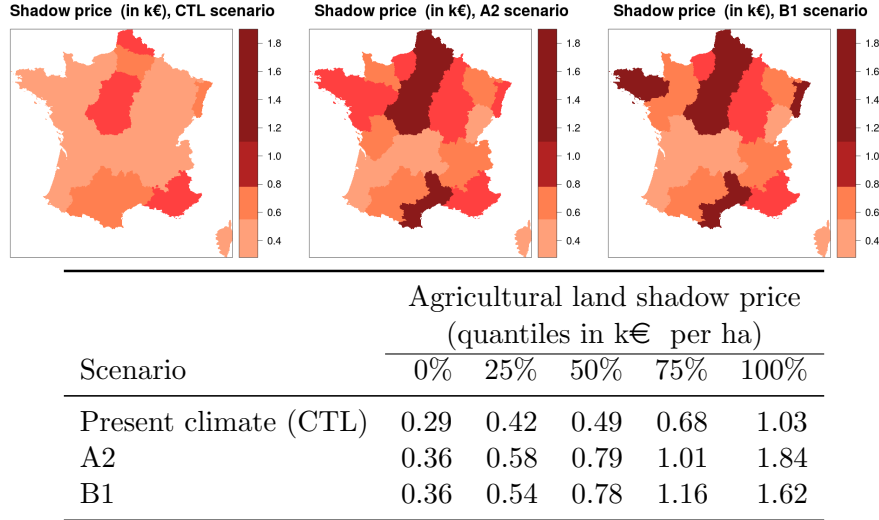 Shadow price (in k€), CTL scenario
1.8
1.6
1.4
1.2
1.0
0.8
0.6
0.4
Shadow price (in k€), A2 scenario
1.8
1.6
1.4
1.2
1.0
0.8
0.6
0.4
Shadow price (in k€), B1 scenario
1.8
1.6
1.4
1.2
1.0
0.8
0.6
0.4
Agricultural land shadow price
(quantiles in k€ per ha)
Scenario 0% 25% 50% 75% 100%
Present climate (CTL) 0.29 0.42 0.49 0.68 1.03
A2 0.36 0.58 0.79 1.01 1.84
B1 0.36 0.54 0.78 1.16 1.62